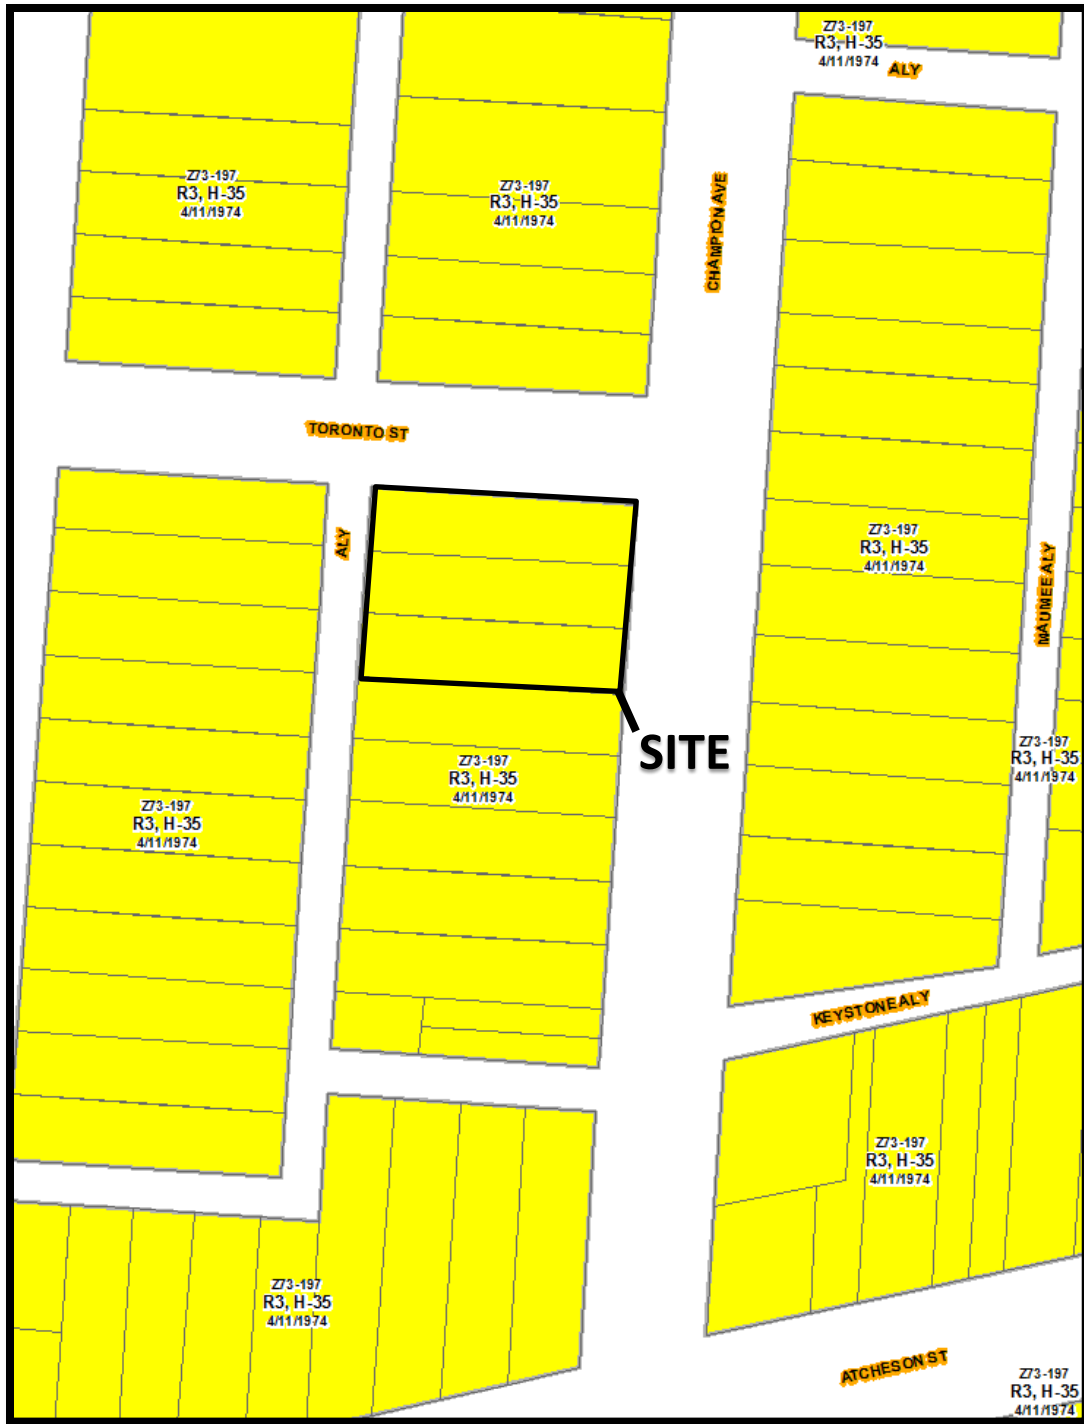 Z73-197
R3, H-35
4/11/1974
ALY
Z73-197
R3, H-35
4/11/1974
Z73-197
R3, H-35
4/11/1974
CHAMPION AVE
TORONTO ST
ALY
Z73-197
R3, H-35
4/11/1974
MAUMEE ALY
SITE
Z73-197
R3, H-35
4/11/1974
Z73-197
R3, H-35
4/11/1974
Z73-197
R3, H-35
4/11/1974
KEYSTONE ALY
Z73-197
R3, H-35
4/11/1974
Z73-197
R3, H-35
4/11/1974
ATCHESON ST
Z73-197
R3, H-35
4/11/1974